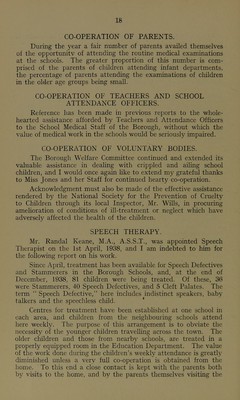 18
CO-OPERATION OF PARENTS.
During the year a fair number of parents availed themselves
of the opportunity of attending the routine medical examinations
at the schools. The greater proportion of this number is com-
prised of the parents of children attending infant departments,
the percentage of parents attending the examinations of children
in the older age groups being small.
CO-OPERATION OF TEACHERS AND SCHOOL
ATTENDANCE OFFICERS.
Reference has been made in previous reports to the whole-
hearted assistance afforded by Teachers and Attendance Officers
to the School Medical Staff of the Borough, without which the
value of medical work in the schools would be seriously impaired.
CO-OPERATION OF VOLUNTARY BODIES.
The Borough Welfare Committee continued and extended its
valuable assistance in dealing with crippled and ailing school
children, and I would once again like to extend my grateful thanks
to Miss Jones and her Staff for continued hearty co-operation.
Acknowledgment must also be made of the effective assistance
rendered by the National Society for the Prevention of Cruelty
to Children through its local Inspector, Mr. Wills, in procuring
amelioration of conditions of ill-treatment or neglect which have
adversely affected the health of the children.
SPEECH THERAPY.
Mr. Randal Keane, M.A., A.S.S.T., was appointed Speech
Therapist on the 1st April, 1938, and I am indebted to him for
the following report on his work.
Since April, treatment has been available for Speech Defectives
and Stammerers in the Borough Schools, and, at the end of
December, 1938, 81 children were being treated. Of these, 36
were Stammerers, 40 Speech Defectives, and 5 Cleft Palates. The
term "Speech Defective," here includes indistinct speakers, baby
talkers and the speechless child.
Centres for treatment have been established at one school in
each area, and children from the neighbouring schools attend
here weekly. The purpose of this arrangement is to obviate the
necessity of the younger children travelling across the town. The
older children and those from nearby schools, are treated in a
properly equipped room in the Education Department. The value
of the work done during the children's weekly attendance is greatly
diminished unless a very full co-operation is obtained from the
home. To this end a close contact is kept with the parents both
by visits to the home, and by the parents themselves visiting the